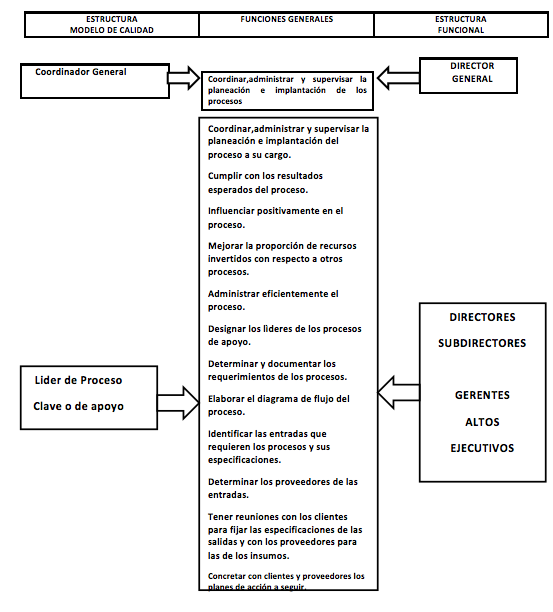 ESTRUCTURA
MODELO DE CALIDAD
FUNCIONES GENERALES
ESTRUCTURA
FUNCIONAL
Coordinador General
Coordinar,administrar y supervisar la
planeación e implantación de los
procesos
DIRECTOR
GENERAL
Coordinar,administrar y supervisar la
planeación e implantación del
proceso a su cargo.
Cumplir con los resultados
esperados del proceso.
Influenciar positivamente en el
proceso.
Mejorar la proporción de recursos
invertidos con respecto a otros
procesos.
Administrar eficientemente el
proceso.
Designar los lideres de los procesos
de apoyo.
Determinar y documentar los
requerimientos de los procesos.
Elaborar el diagrama de flujo del
proceso.
Identificar las entradas que
requieren los procesos y sus
especificaciones.
Determinar los proveedores de las
entradas.
Tener reuniones con los clientes
para fijar las especificaciones de las
salidas y con los proveedores para
las de los insumos.
Concretar con clientes y proveedores los
planes de acción a seguir.
Lider de Proceso
Clave o de apoyo
DIRECTORES
SUBDIRECTORES
GERENTES
ALTOS
EJECUTIVOS